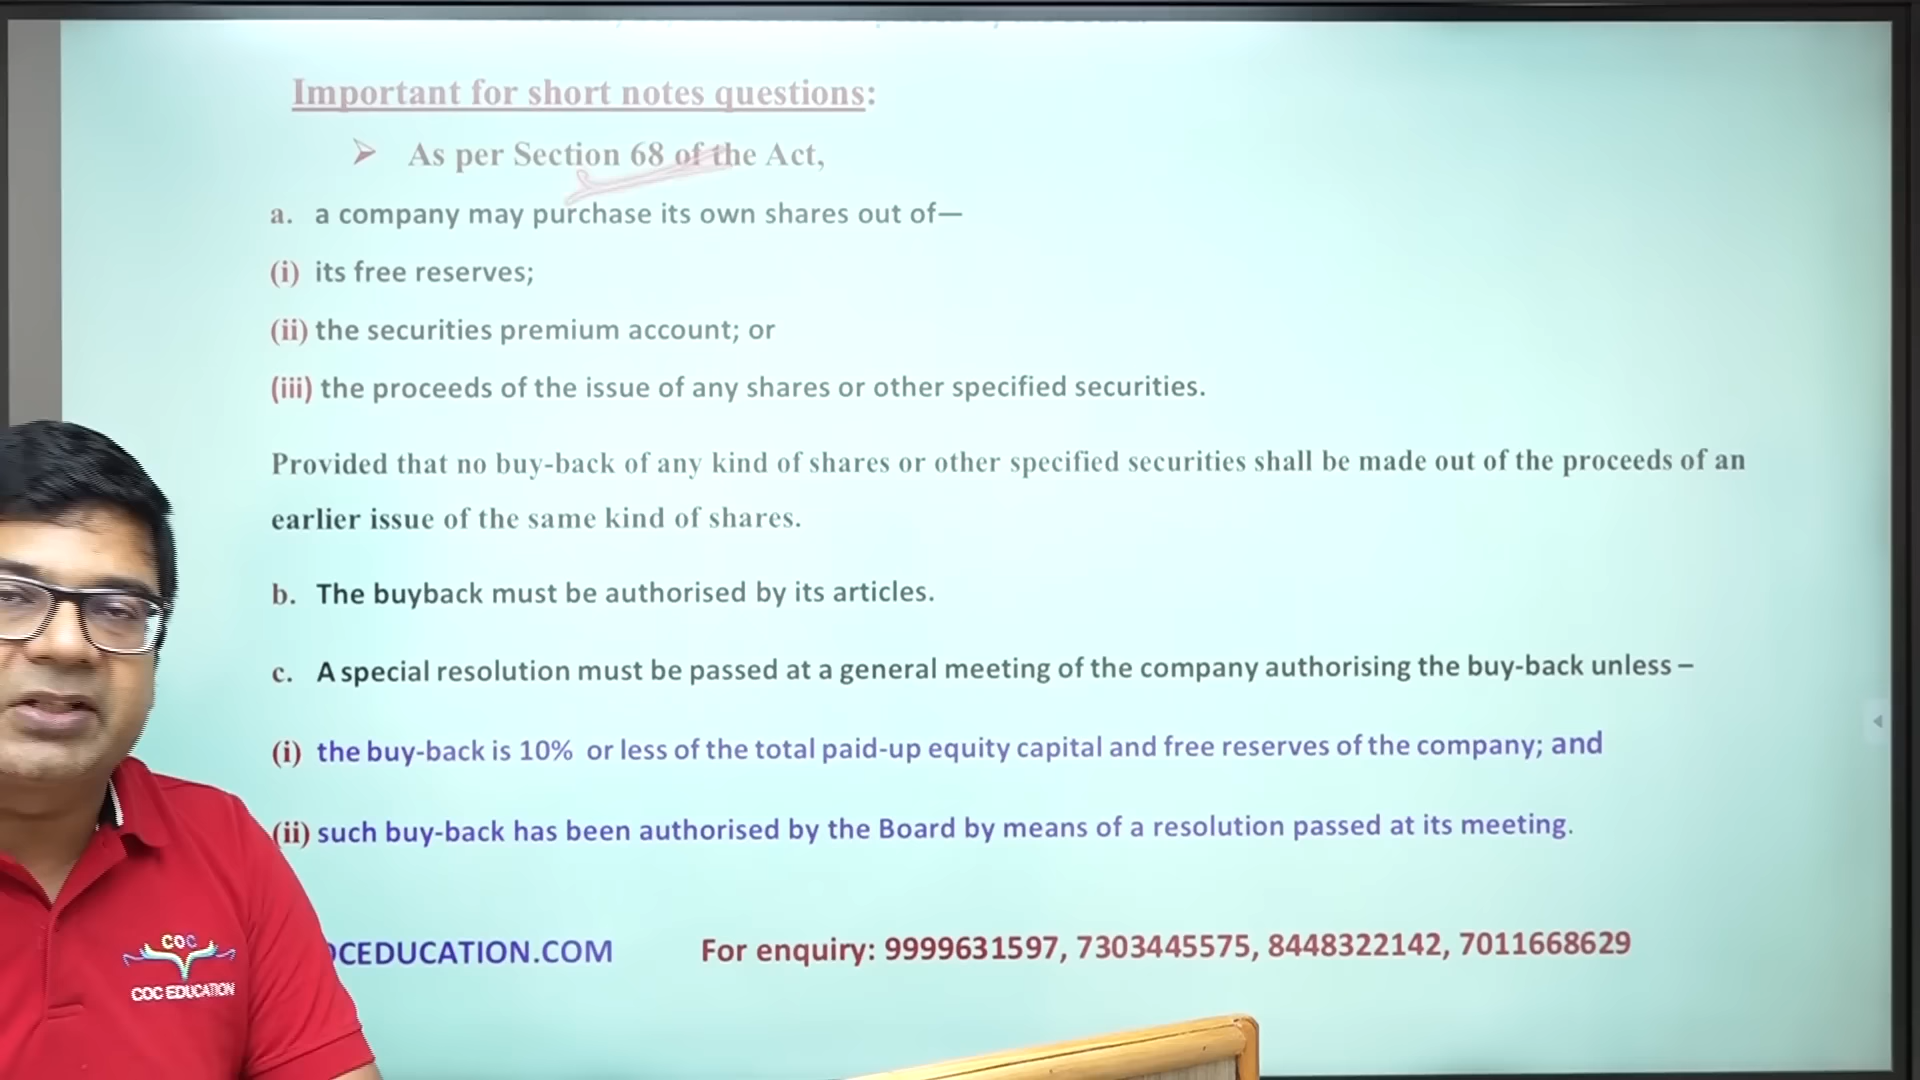 Important for short notes questions:
➢ As per Section 68 of the Act,
a. a company may purchase its own shares out of—
(i) its free reserves;
(ii) the securities premium account; or
(iii) the proceeds of the issue of any shares or other specified securities.
Provided that no buy-back of any kind of shares or other specified securities shall be made out of the proceeds of an
earlier issue of the same kind of shares.
b. The buyback must be authorised by its articles.
c. A special resolution must be passed at a general meeting of the company authorising the buy-back unless –
(i) the buy-back is 10% or less of the total paid-up equity capital and free reserves of the company; and
(ii) such buy-back has been authorised by the Board by means of a resolution passed at its meeting.
CEDUCATION.COM For enquiry: 9999631597, 7303445575, 8448322142, 7011668629
COC
COC EDUCATION